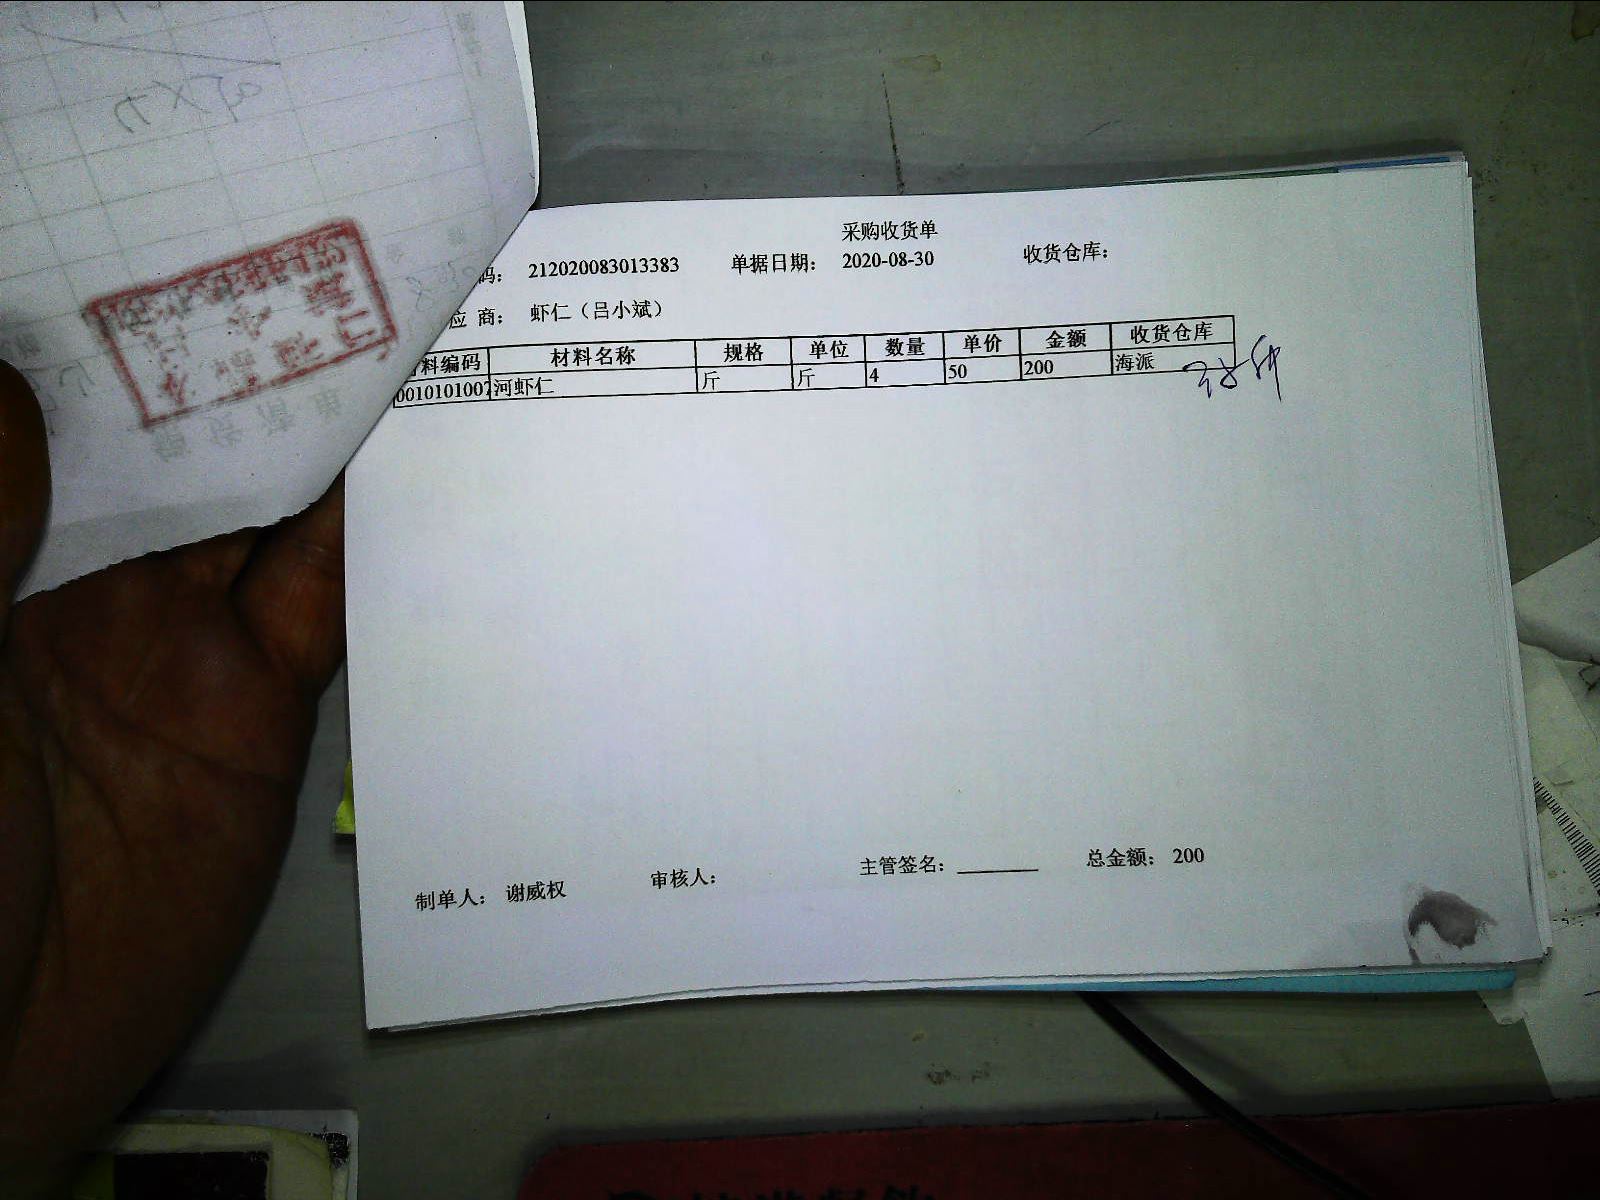 采购收货单
码： 212020083013383 单据日期： 2020-08-30 收货仓库：
应 商： 虾仁（吕小斌）
料编码 材料名称 规格 单位 数量 单价 金额 收货仓库
0010101007 河虾仁 斤 斤 4 50 200 海派
制单人： 谢威权 审核人： 主管签名： ________ 总金额： 200